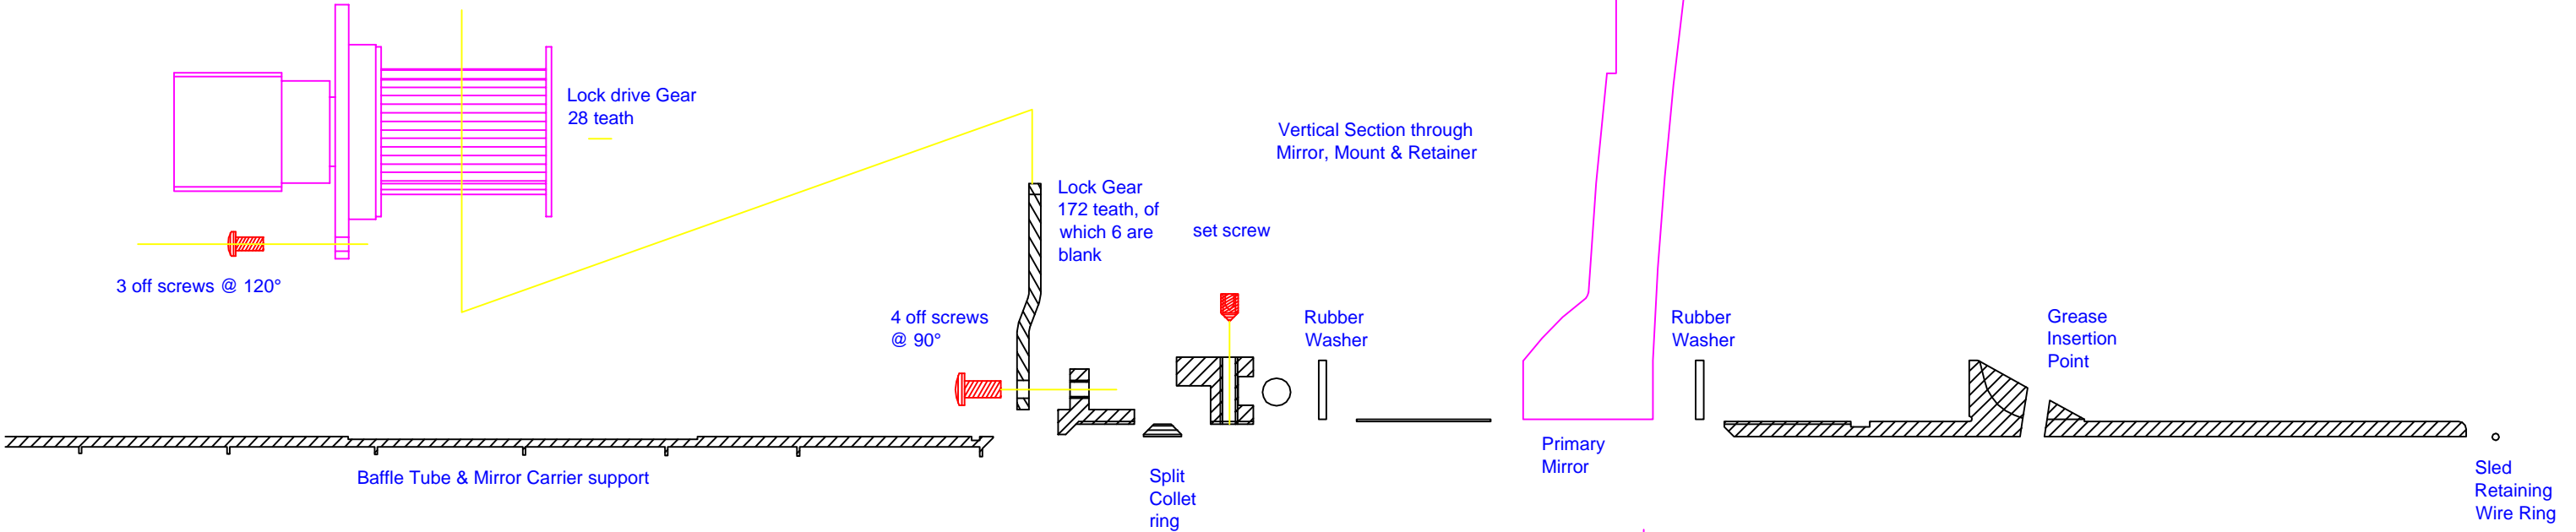 Lock drive Gear
28 teath
3 off screws @ 120°
Vertical Section through
Mirror, Mount & Retainer
Lock Gear
172 teath, of
which 6 are
blank
set screw
4 off screws
@ 90°
Rubber
Washer
Rubber
Washer
Grease
Insertion
Point
Primary
Mirror
Baffle Tube & Mirror Carrier support
Split
Collet
ring
Sled
Retaining
Wire Ring